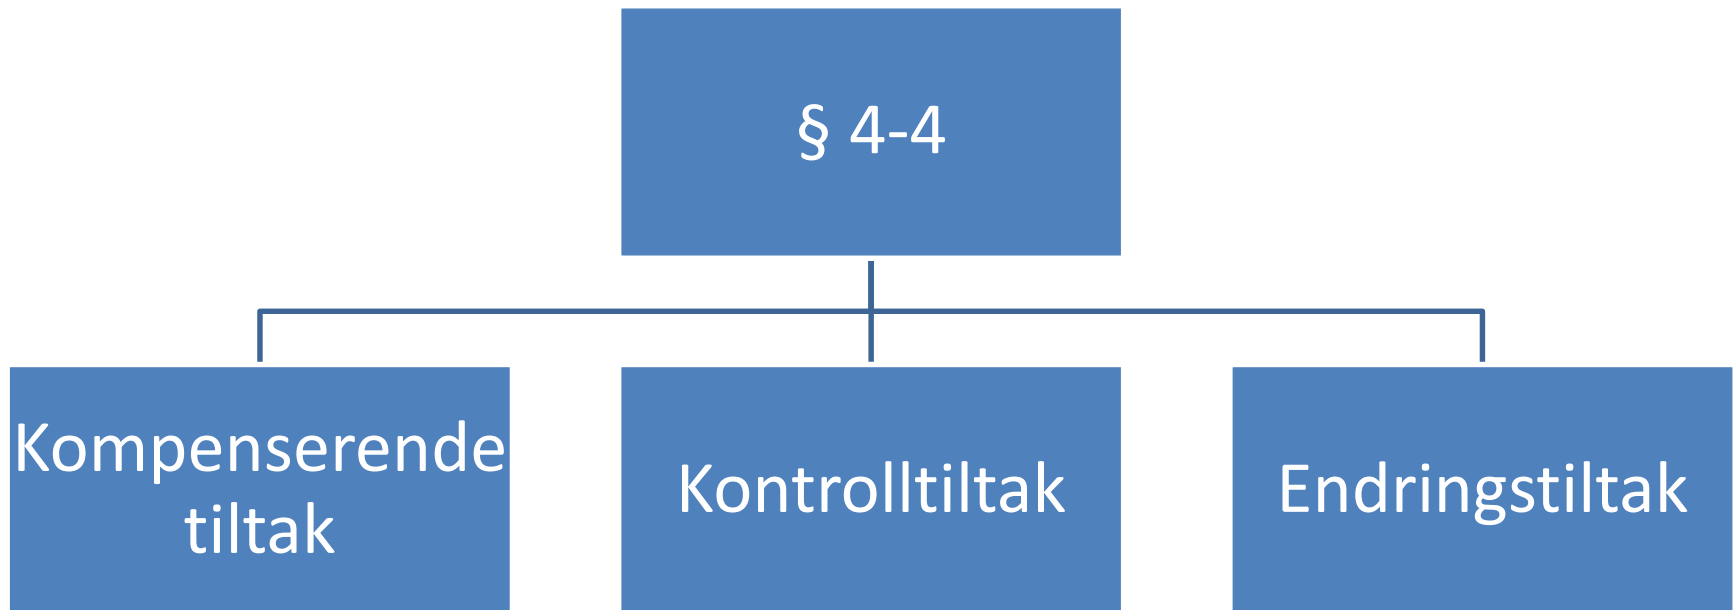 § 4-4
Kompenserende
tiltak
Kontrolltiltak
Endringstiltak